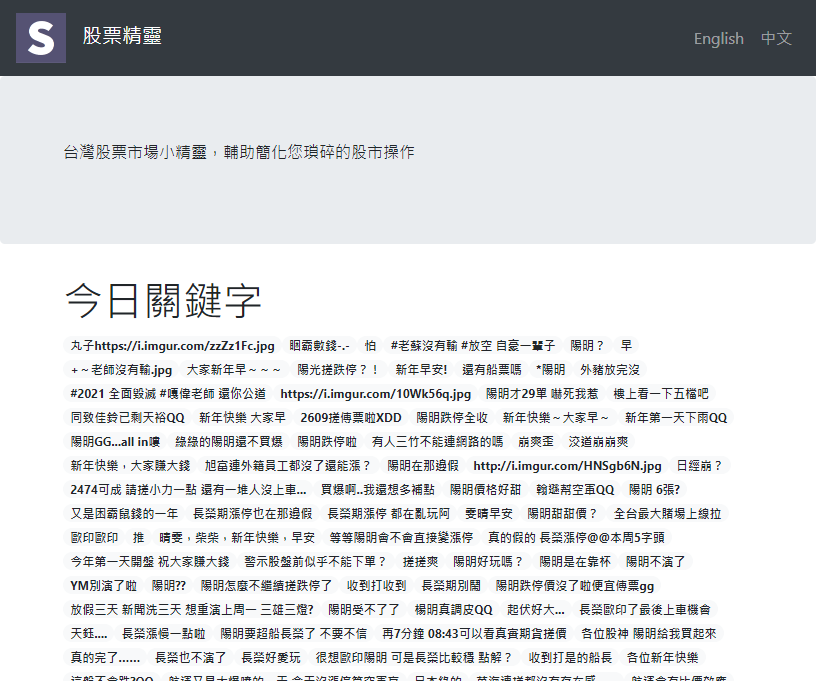 S 股票精靈 English 中文
台灣股票市場小精靈，輔助簡化您瑣碎的股市操作
今日關鍵字
丸子https://i.imgur.com/zzZz1Fc.jpg 睏霸數錢-.- 怕 #老蘇沒有輸 #放空 自豪一輩子 陽明？ 早
+～老師沒有輸.jpg 大家新年早～～～ 陽光搓跌停？！ 新年早安! 還有船票嗎 *陽明 外豬放完沒
#2021 全面毀滅 #嘎偉老師 還你公道 https://i.imgur.com/10Wk56q.jpg 陽明才29單 嚇死我惹 樓上看一下五檔吧
同致佳鈴已剩天裕QQ 新年快樂 大家早 2609搓傳票啦XDD 陽明跌停全收 新年快樂～大家早～ 新年第一天下雨QQ
陽明GG...all in嘍 綠綠的陽明還不買爆 陽明跌停啦 有人三竹不能連網路的嗎 崩爽歪 沒道崩崩爽
新年快樂，大家賺大錢 旭富連外籍員工都沒了還能漲？ 陽明在那邊假 http://i.imgur.com/HNSgb6N.jpg 日經崩？
2474可成 請搓小力一點 還有一堆人沒上車... 買爆啊..我還想多補點 陽明價格好甜 翰璐幫空軍QQ 陽明 6張?
又是困霸鼠錢的一年 長榮期漲停也在那邊假 長榮期漲停 都在亂玩阿 雯晴早安 陽明甜甜價？ 全台最大賭場上線拉
歐印歐印 推 晴雯，柴柴，新年快樂，早安 等等陽明會不會直接變漲停 真的假的 長榮漲停@@本周5字頭
今年第一天開盤 祝大家賺大錢 警示股盤前似乎不能下單？ 搓搓爽 陽明好玩嗎？ 陽明是在靠杯 陽明不演了
YM別演了啦 陽明?? 陽明怎麼不繼續搓跌停了 收到打收到 長榮期別鬧 陽明跌停價沒了啦便宜傳票gg
放假三天 新聞洗三天 想重演上周一 三雄三燈? 陽明受不了了 楊明真調皮QQ 起伏好大... 長榮歐印了最後上車機會
天鈺.... 長榮漲慢一點啦 陽明要超船長榮了 不要不信 再7分鐘 08:43可以看真實期貨搓價 各位股神 陽明給我買起來
真的完了...... 長榮也不演了 長榮好愛玩 很想歐印陽明 可是長榮比較穩 點解？ 收到打是的船長 各位新年快樂